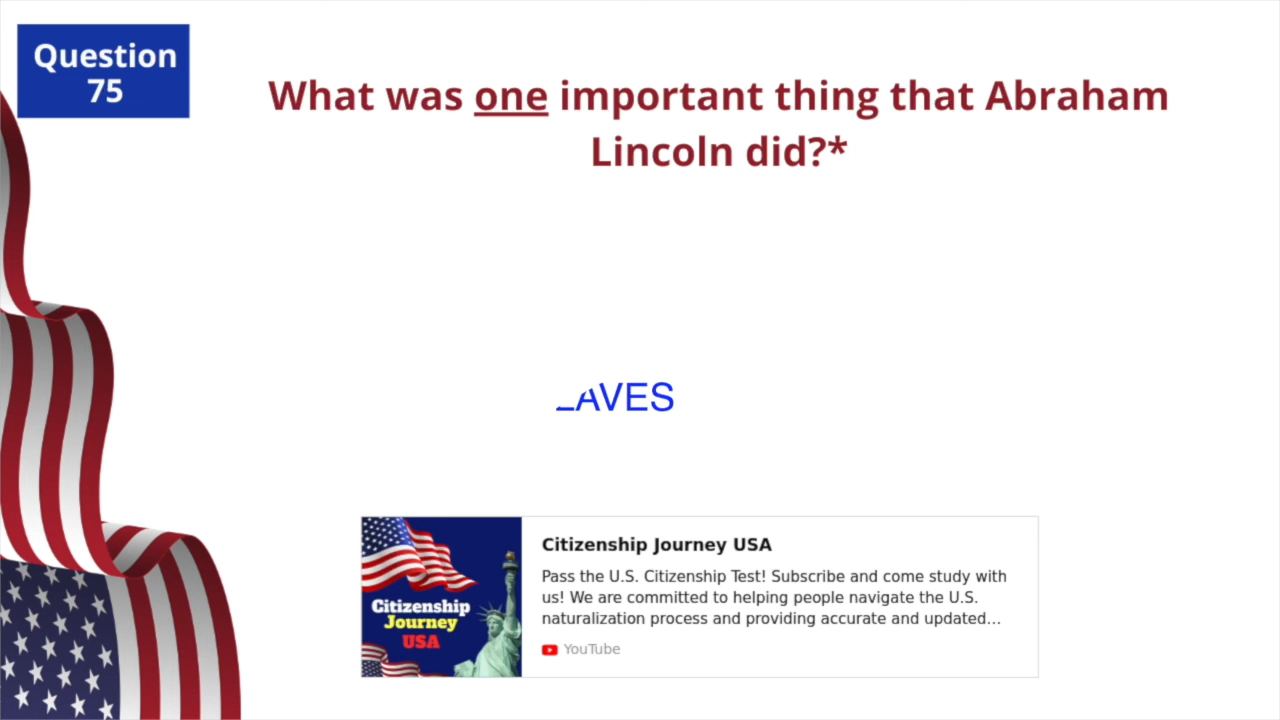 Question
75
What was one important thing that Abraham
Lincoln did?*
AVES
Citizenship Journey USA
Pass the U.S. Citizenship Test! Subscribe and come study with
us! We are committed to helping people navigate the U.S.
naturalization process and providing accurate and updated...
YouTube
Citizenship
Journey
USA